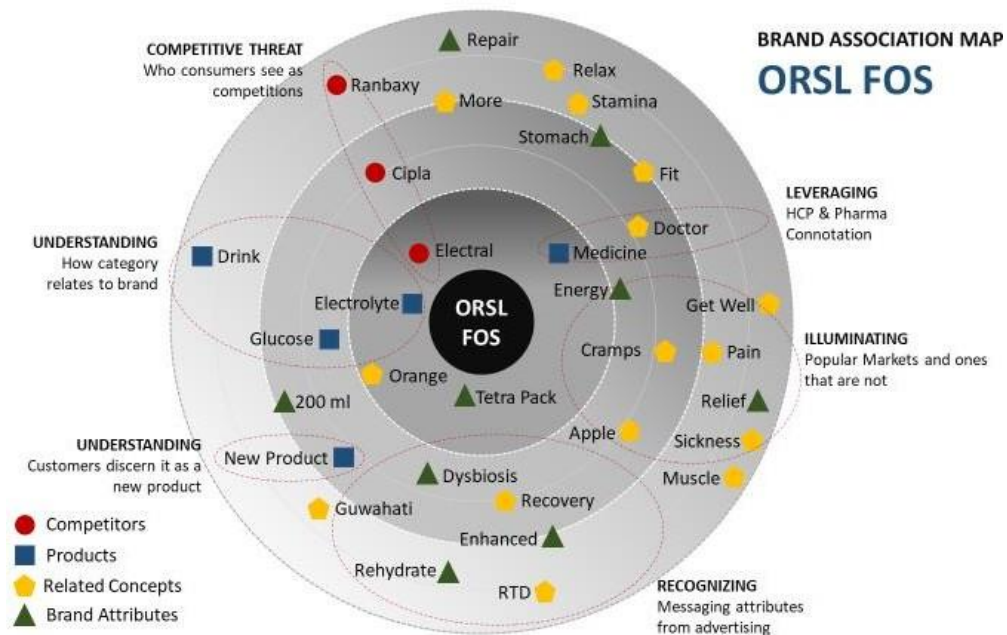 BRAND ASSOCIATION MAP
ORSL FOS
COMPETITIVE THREAT
Who consumers see as
competitions
Repair
Relax
Ranbaxy
More
Stamina
Stomach
Cipla
Fit
LEVERAGING
HCP & Pharma
Connotation
Doctor
UNDERSTANDING
How category
relates to brand
Drink
Electral
Medicine
Energy
Electrolyte
ORSL
FOS
Get Well
Glucose
Cramps
Pain
ILLUMINATING
Popular Markets and ones
that are not
Orange
Tetra Pack
200 ml
Relief
Apple
Sickness
UNDERSTANDING
Customers discern it as a
new product
New Product
Dysbiosis
Muscle
Recovery
Guwahati
Enhanced
Rehydrate
RTD
RECOGNIZING
Messaging attributes
from advertising
Competitors
Products
Related Concepts
Brand Attributes